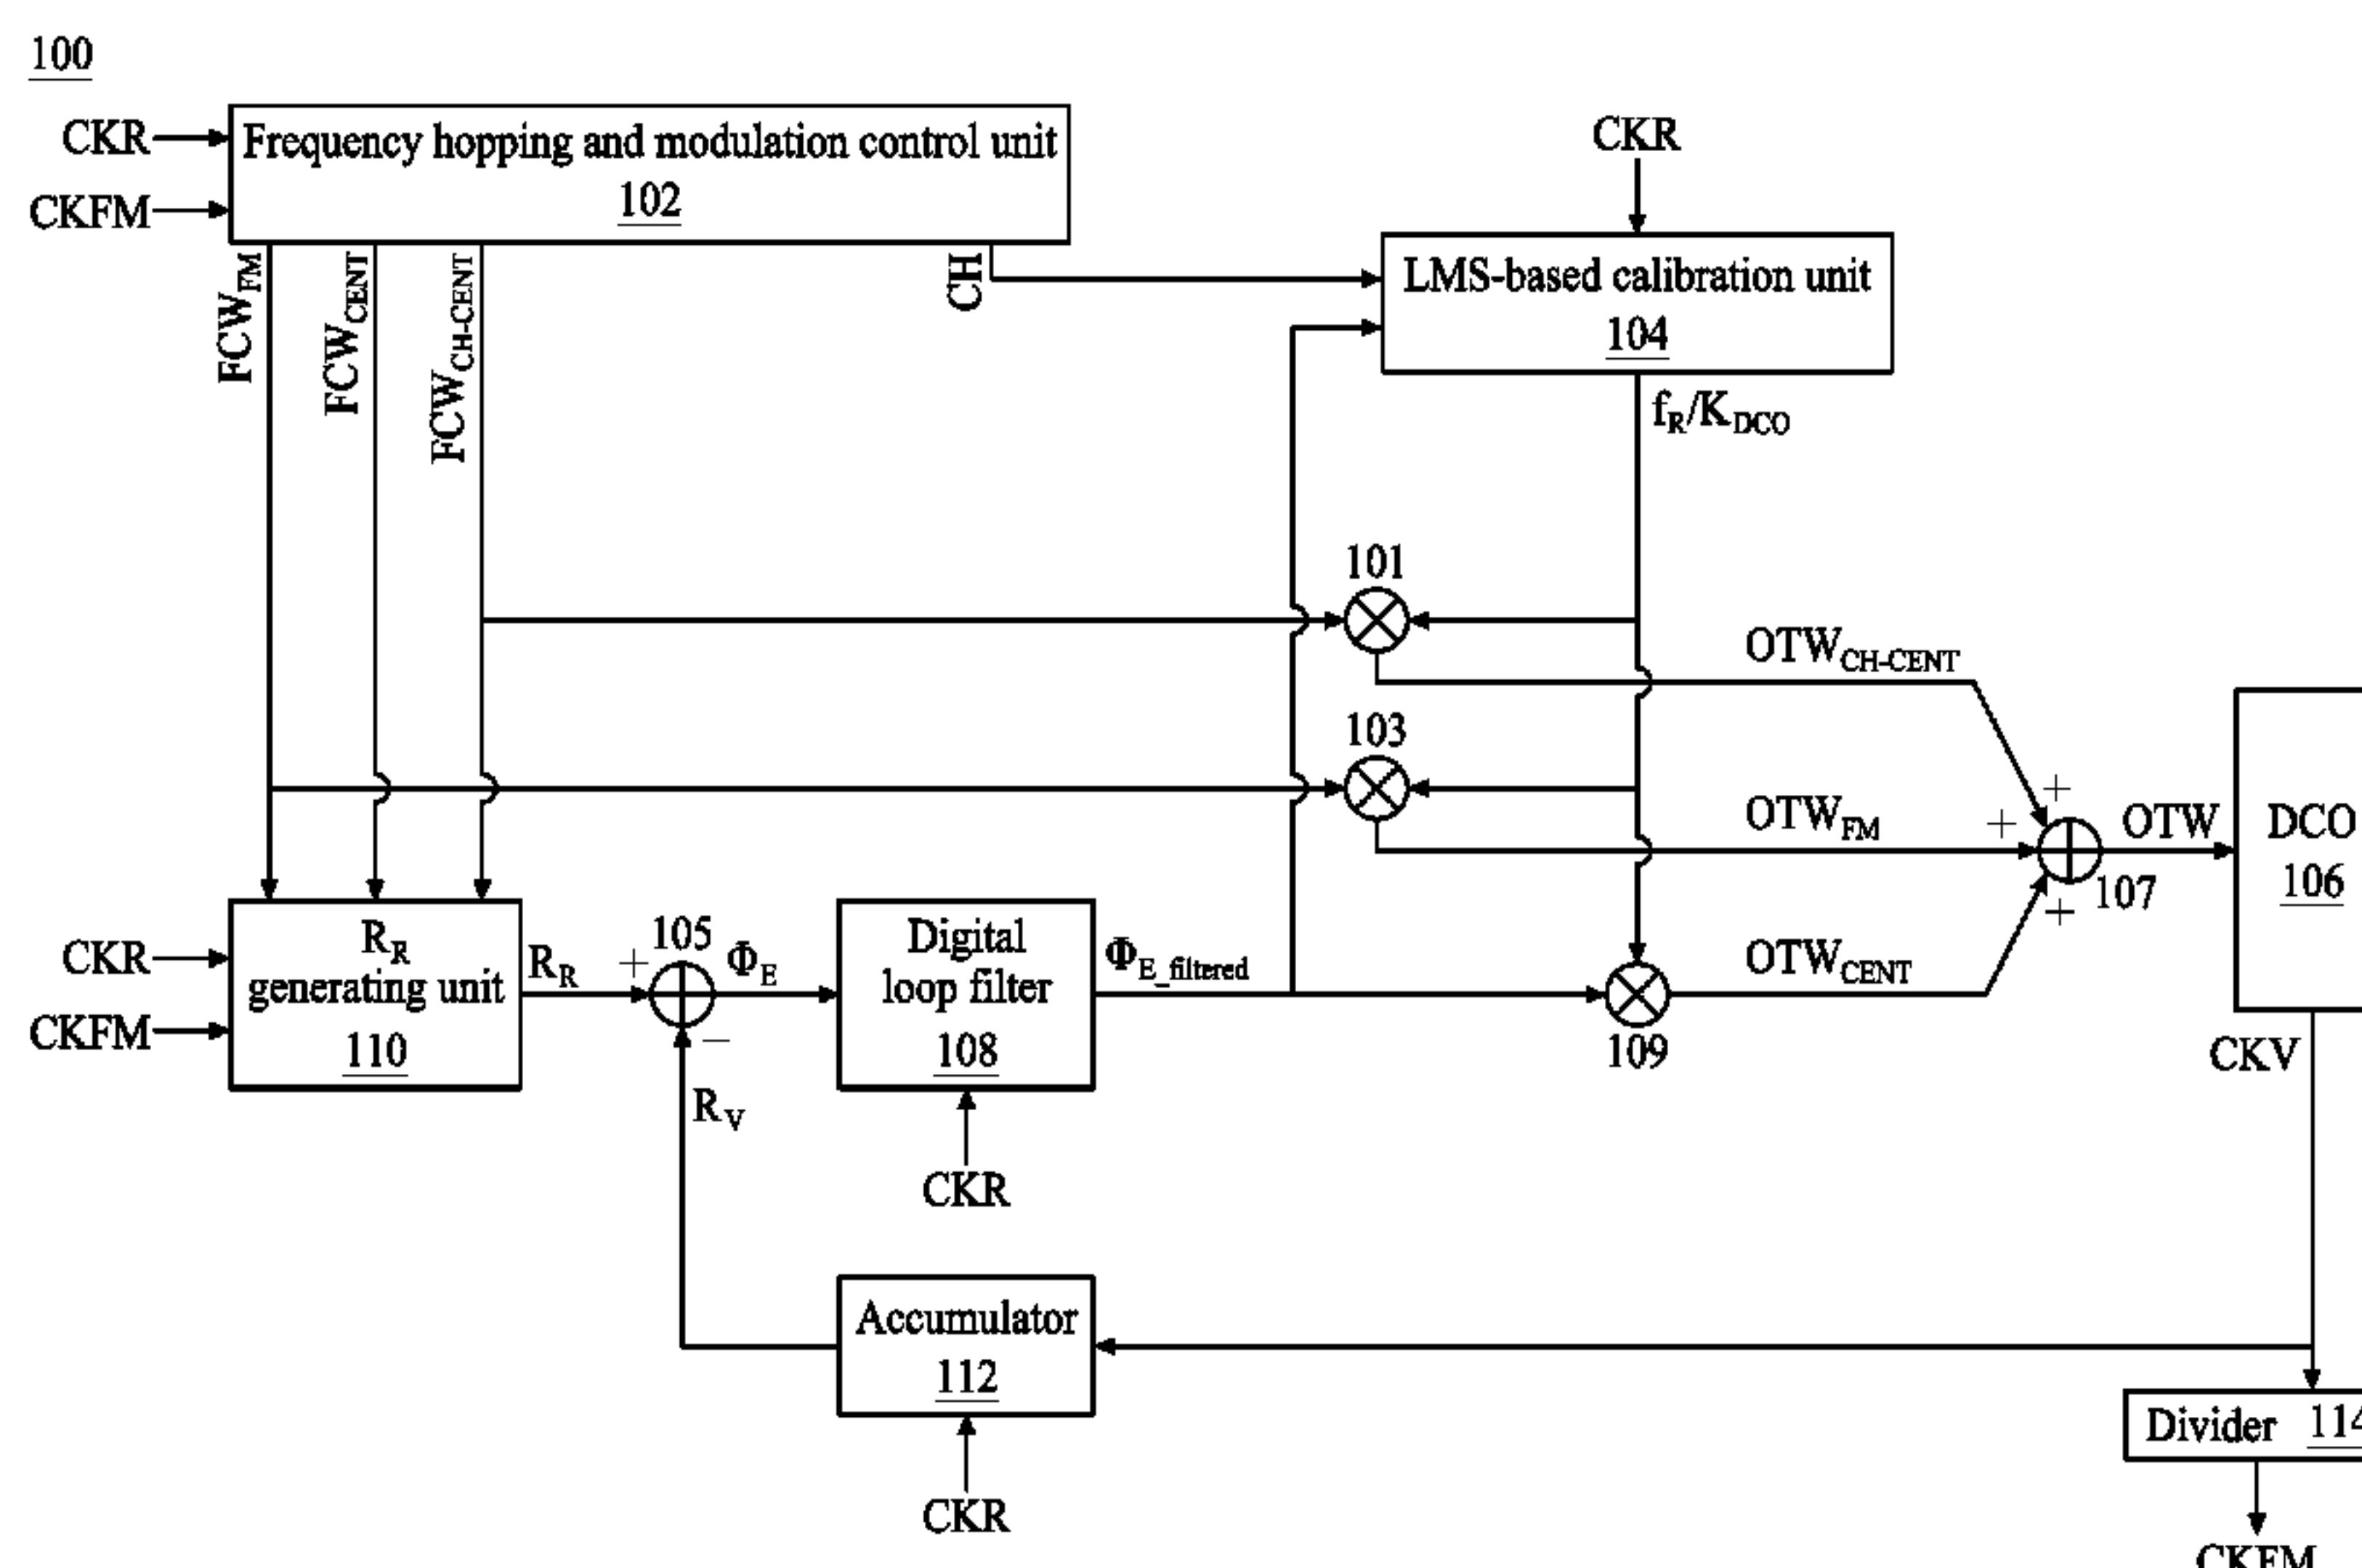 100
CKR
CKFM
Frequency hopping and modulation control unit
102
CKR
FCW_FM
FCW_CENT
FCW_CH-CENT
CH
LMS-based calibration unit
104
f_R/K_DCO
101
OTW_CH-CENT
103
OTW_FM
+
+
+
OTW
107
DCO
106
CKR
CKFM
R_R
generating unit
110
R_R
+
105
−
Φ_E
Digital
loop filter
108
Φ_E_filtered
OTW_CENT
109
CKV
R_V
CKR
Accumulator
112
CKR
Divider 114
CKFM